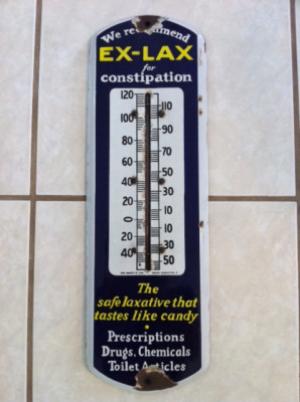 We recommend
EX-LAX
for
constipation
120
110
100
90
80
70
60
50
40
30
20
10
0
10
20
30
40
50
The
safe laxative that
tastes like candy
Prescriptions
Drugs, Chemicals
Toilet Articles